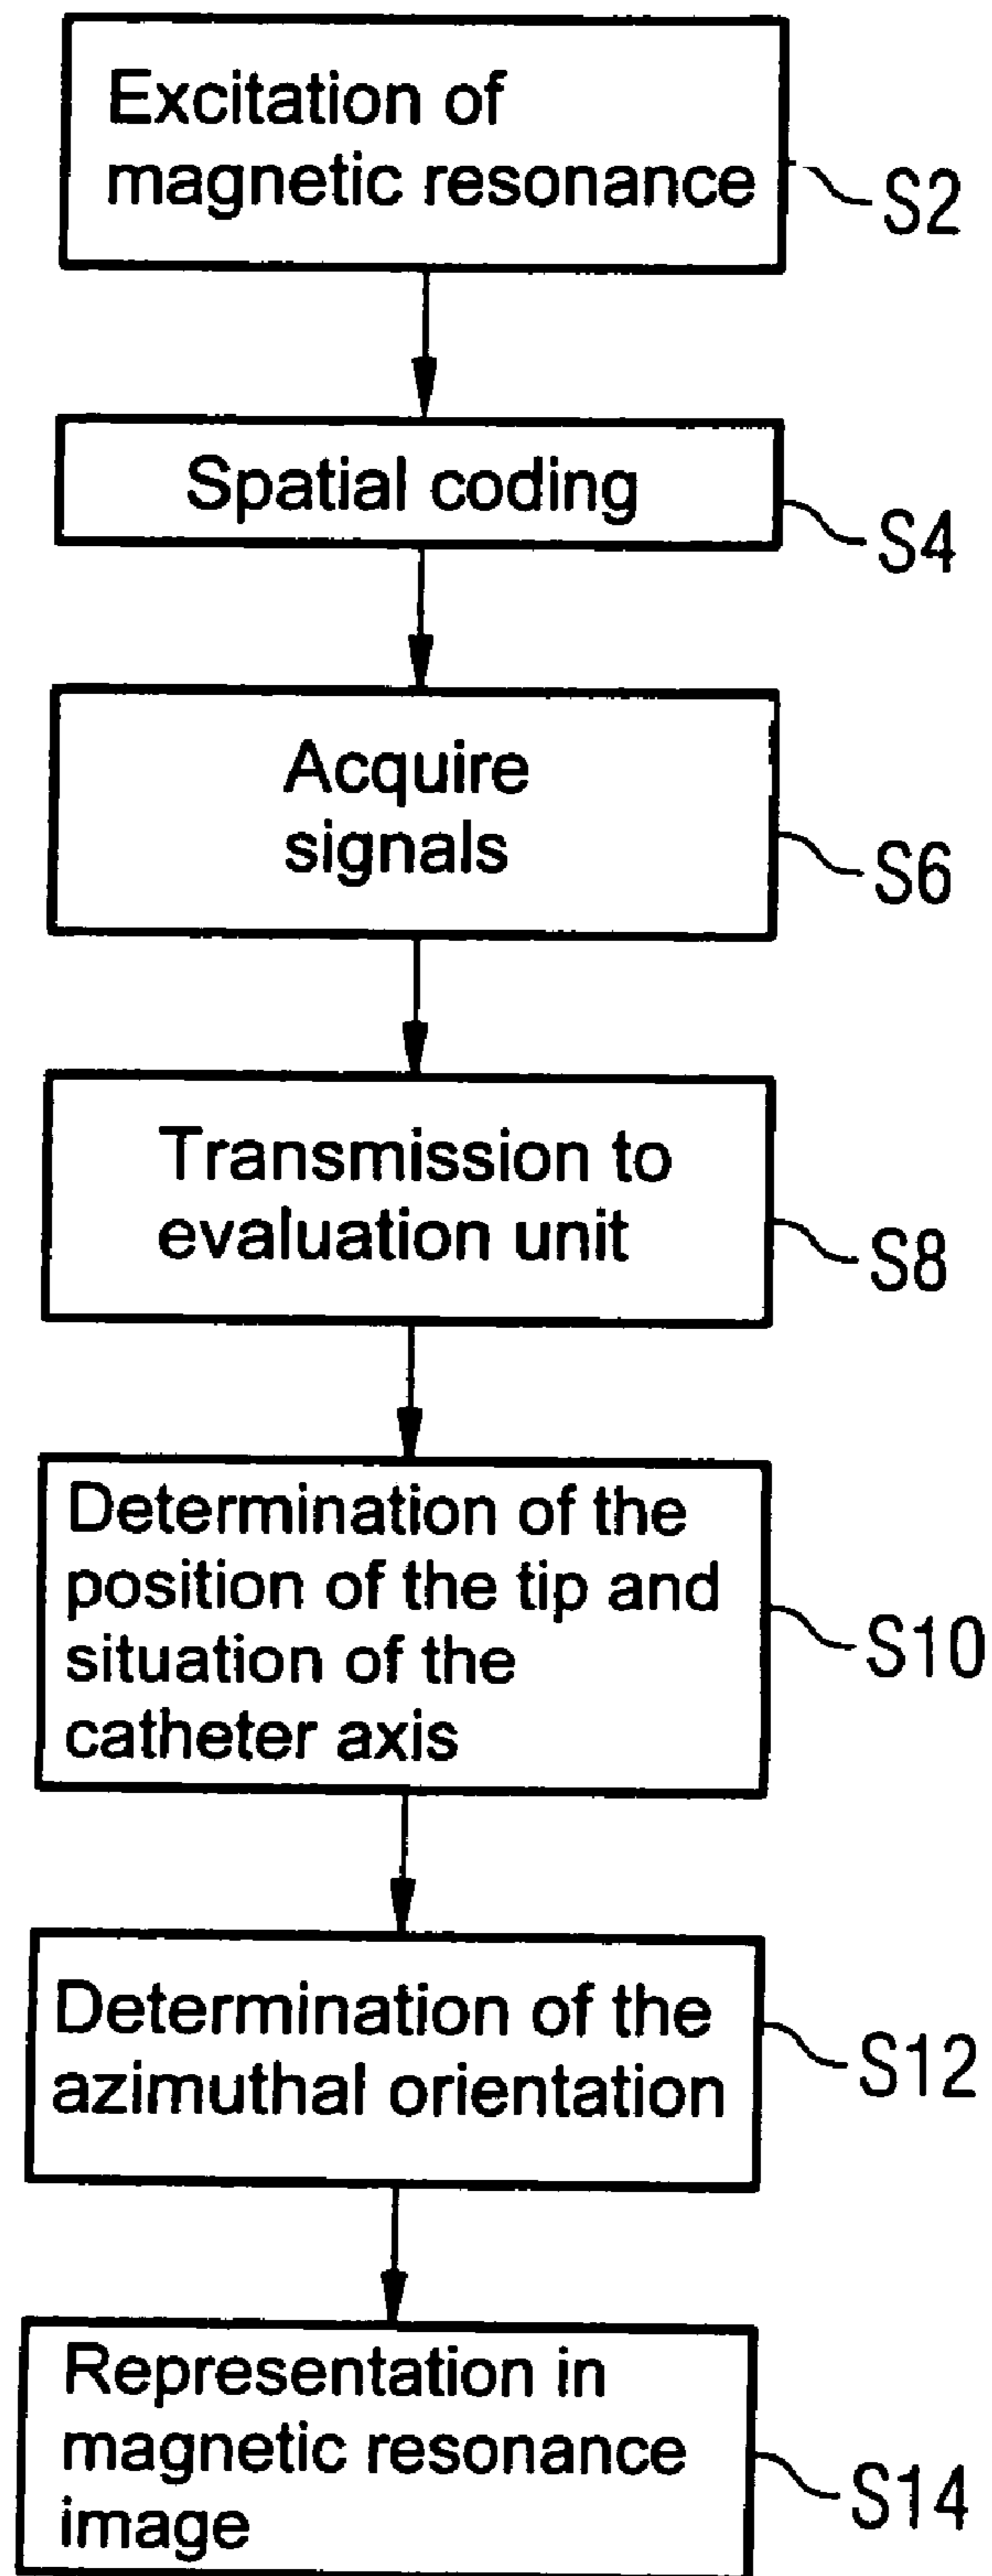 Excitation of
magnetic resonance
S2
Spatial coding
S4
Acquire
signals
S6
Transmission to
evaluation unit
S8
Determination of the
position of the tip and
situation of the
catheter axis
S10
Determination of the
azimuthal orientation
S12
Representation in
magnetic resonance
image
S14